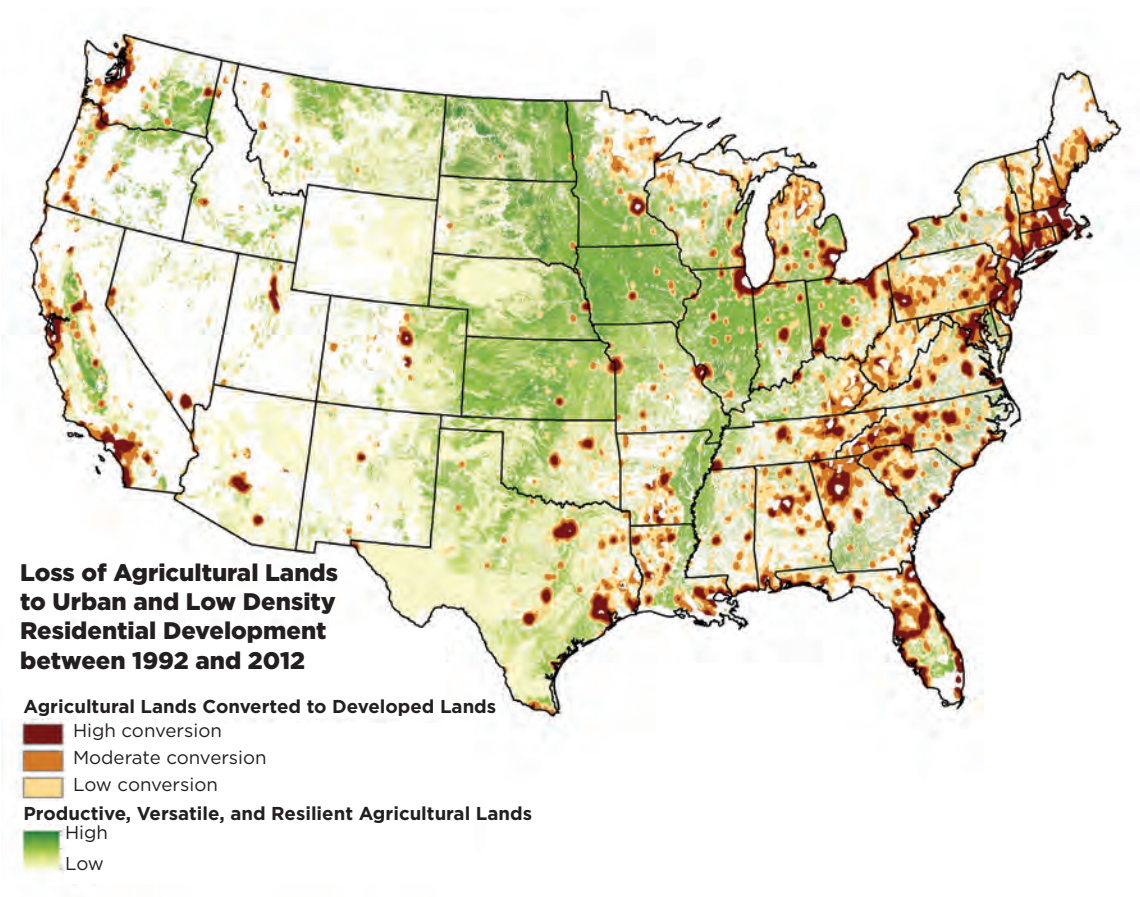 Loss of Agricultural Lands
to Urban and Low Density
Residential Development
between 1992 and 2012
Agricultural Lands Converted to Developed Lands
High conversion
Moderate conversion
Low conversion
Productive, Versatile, and Resilient Agricultural Lands
High
Low